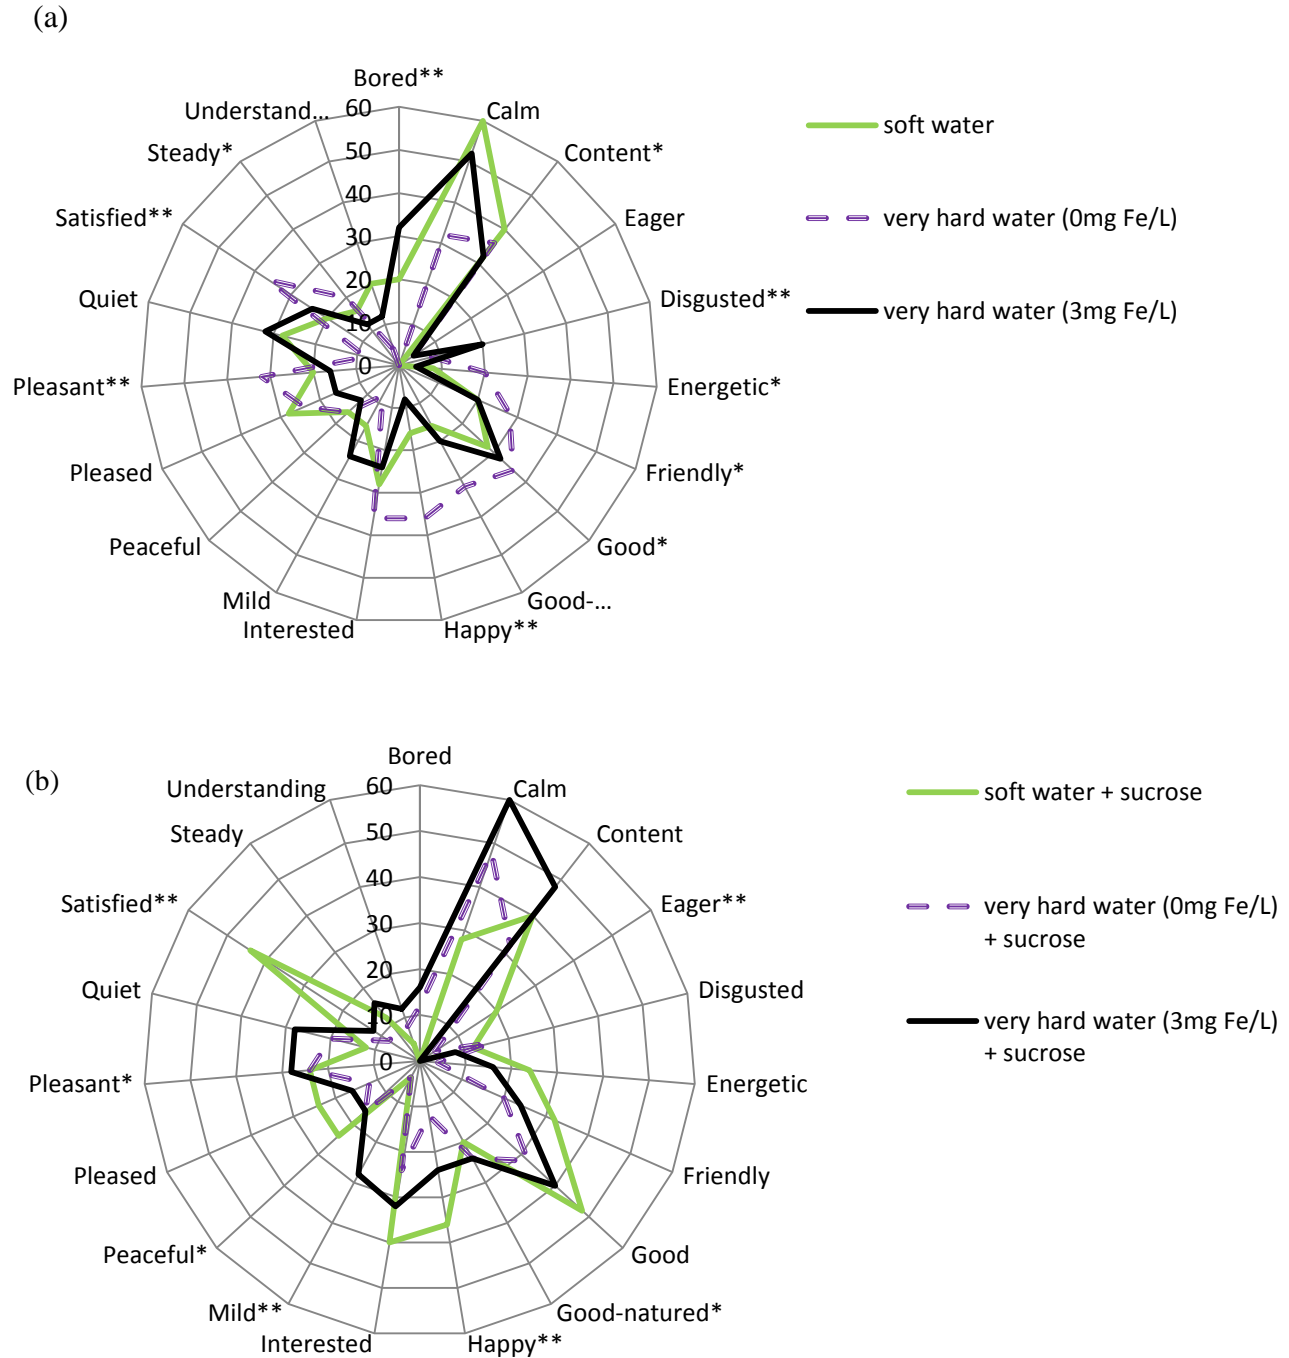 (a)
Bored**
Calm
Content*
Eager
Disgusted**
Energetic*
Friendly*
Good*
Good-...
Happy**
Interested
Mild
Peaceful
Pleased
Pleasant**
Quiet
Satisfied**
Steady*
Understand...
60
50
40
30
20
10
0
soft water
very hard water (0mg Fe/L)
very hard water (3mg Fe/L)
(b)
Bored
Calm
Content
Eager**
Disgusted
Energetic
Friendly
Good
Good-natured*
Happy**
Interested
Mild**
Peaceful*
Pleased
Pleasant*
Quiet
Satisfied**
Steady
Understanding
60
50
40
30
20
10
0
soft water + sucrose
very hard water (0mg Fe/L)
+ sucrose
very hard water (3mg Fe/L)
+ sucrose